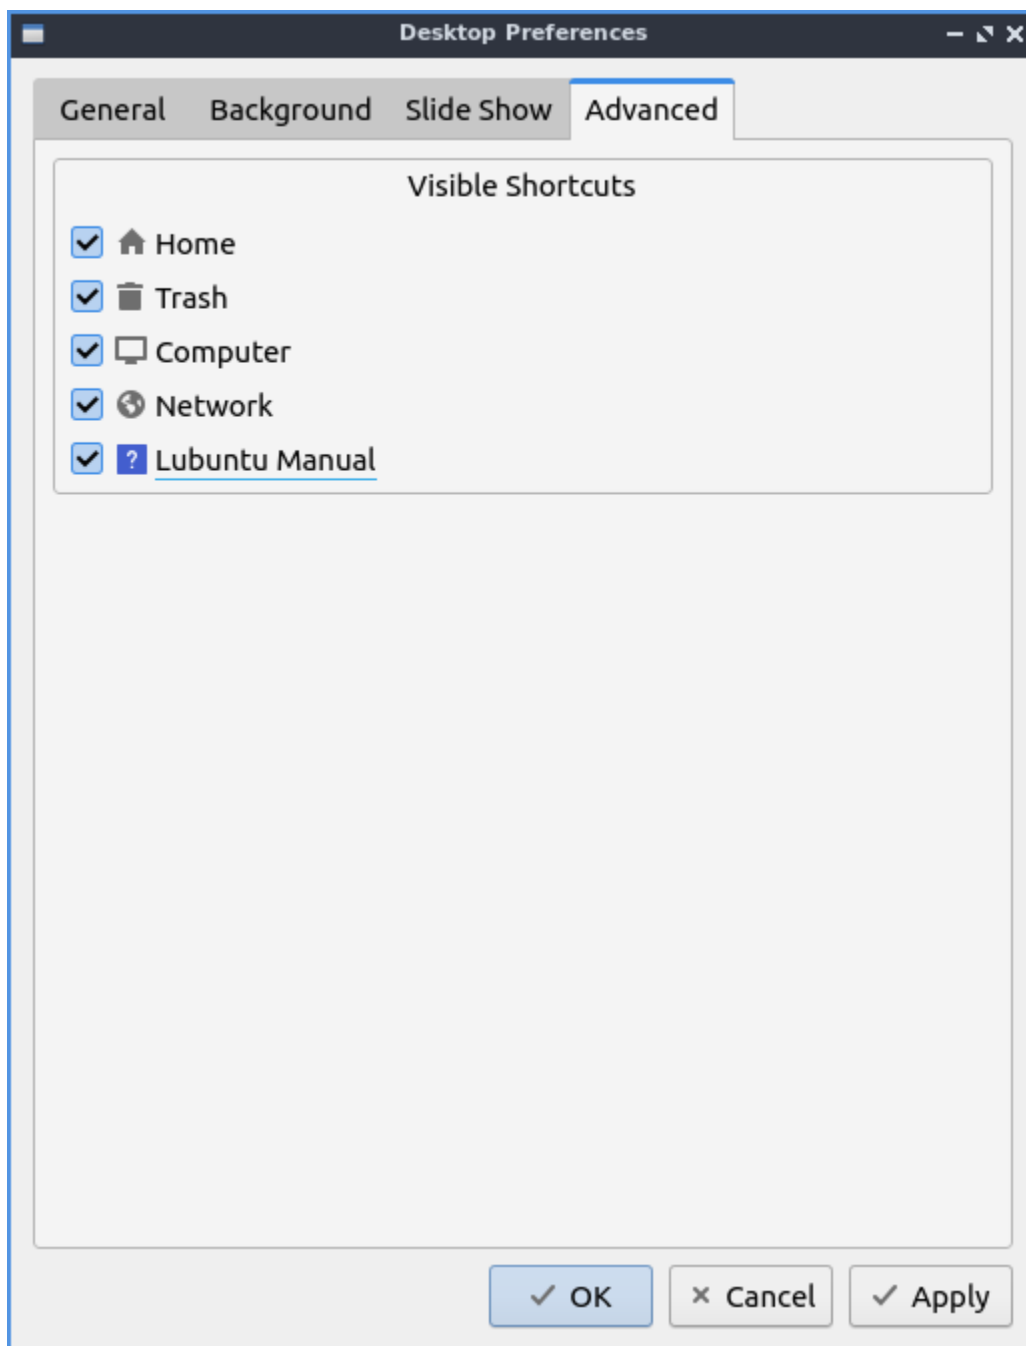 Desktop Preferences
General Background Slide Show Advanced
Visible Shortcuts
Home
Trash
Computer
Network
? Lubuntu Manual
OK Cancel Apply